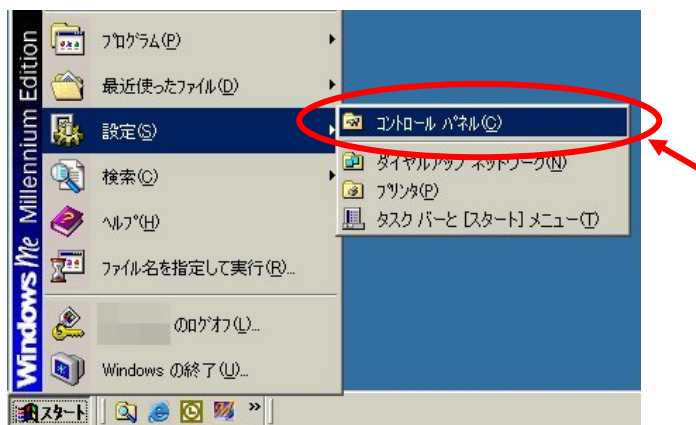 Windows Me Millennium Edition
プログラム(P)
最近使ったファイル(D)
設定(S)
検索(C)
ヘルプ(H)
ファイル名を指定して実行(R)...
のログオフ(L)...
Windows の終了(U)...
コントロール パネル(C)
ダイヤルアップ ネットワーク(N)
プリンタ(P)
タスク バーと [スタート] メニュー(T)
スタート
»